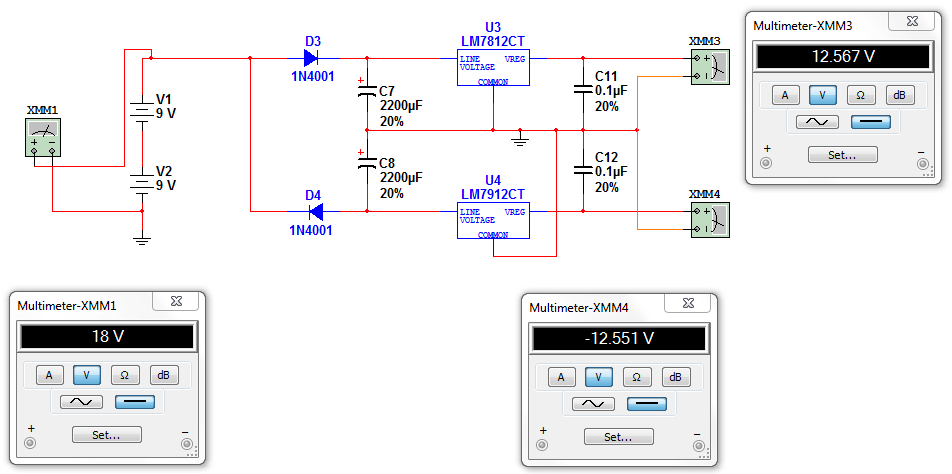 U3
LM7812CT
D3
1N4001
LINE
VOLTAGE
VREG
COMMON
XMM3
+
C7
2200µF
20%
C11
0.1µF
20%
XMM1
+ −
V1
9 V
V2
9 V
+
C8
2200µF
20%
C12
0.1µF
20%
D4
1N4001
U4
LM7912CT
LINE
VOLTAGE
VREG
COMMON
XMM4
+
Multimeter-XMM3
12.567 V
A V Ω dB
+ −
Set...
Multimeter-XMM1
18 V
A V Ω dB
+ −
Set...
Multimeter-XMM4
-12.551 V
A V Ω dB
+ −
Set...